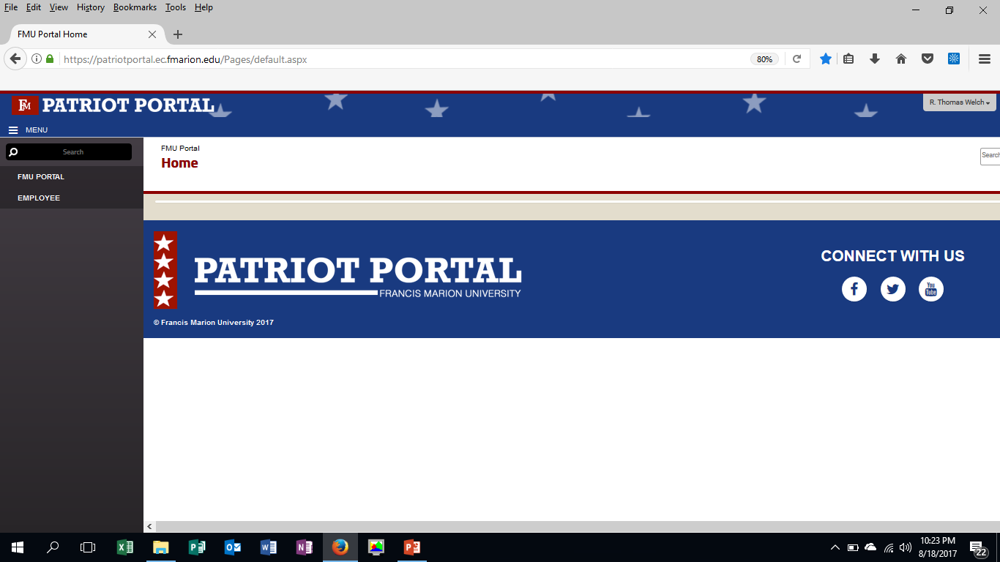 File Edit View History Bookmarks Tools Help
FMU Portal Home
https://patriotportal.ec.fmarion.edu/Pages/default.aspx
80%
FM PATRIOT PORTAL
R. Thomas Welch
MENU
Search
FMU PORTAL
EMPLOYEE
FMU Portal
Home
Search
PATRIOT PORTAL
FRANCIS MARION UNIVERSITY
© Francis Marion University 2017
CONNECT WITH US
You
Tube
10:23 PM
8/18/2017
22